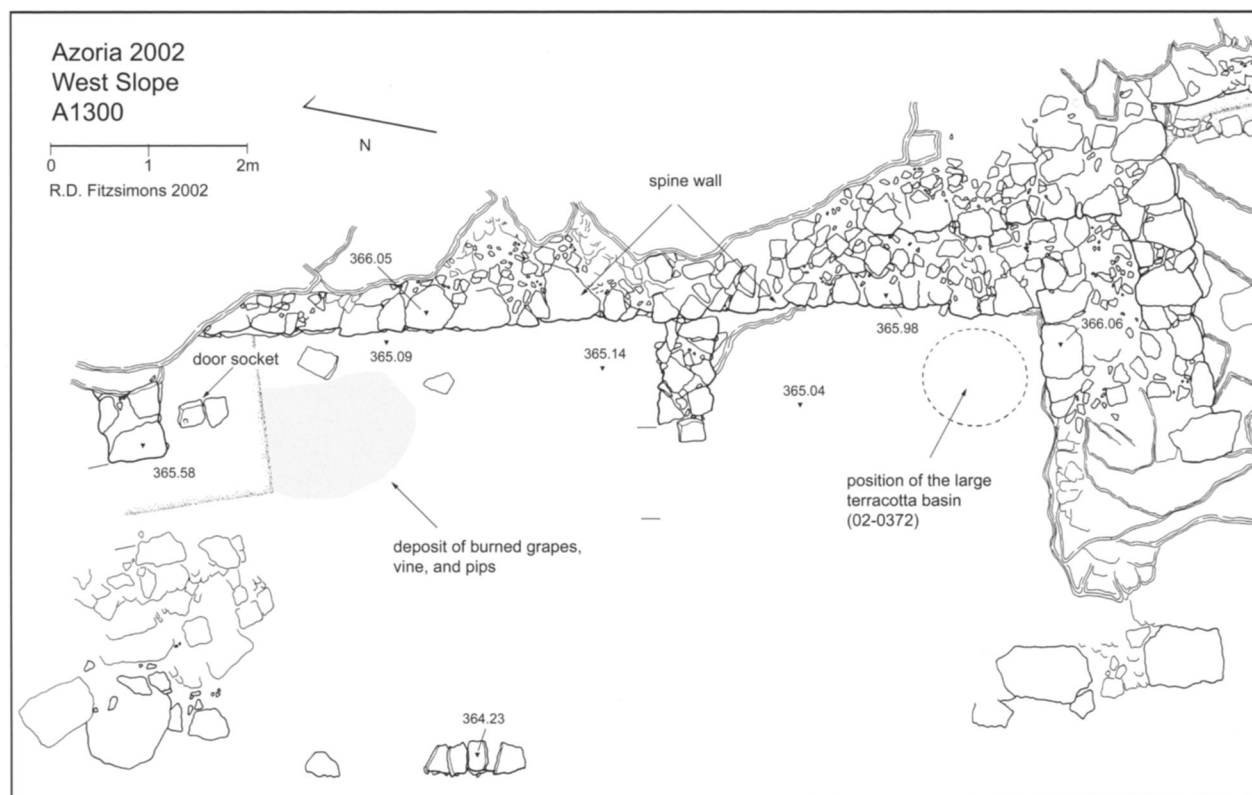 Azoria 2002
West Slope
A1300
0 1 2m
R.D. Fitzsimons 2002
N
spine wall
366.05
365.98
366.06
door socket
365.09
365.14
365.04
365.58
position of the large
terracotta basin
(02-0372)
deposit of burned grapes,
vine, and pips
364.23